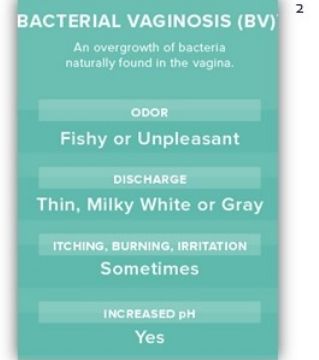 BACTERIAL VAGINOSIS (BV)
2
An overgrowth of bacteria
naturally found in the vagina.
ODOR
Fishy or Unpleasant
DISCHARGE
Thin, Milky White or Gray
ITCHING, BURNING, IRRITATION
Sometimes
INCREASED pH
Yes